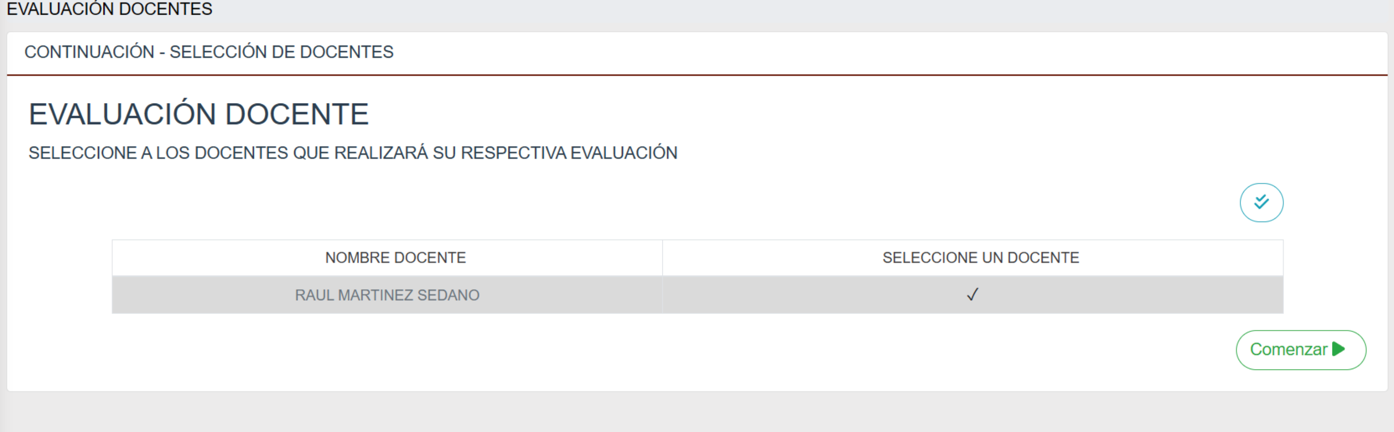 EVALUACIÓN DOCENTES
CONTINUACIÓN - SELECCIÓN DE DOCENTES
EVALUACIÓN DOCENTE
SELECCIONE A LOS DOCENTES QUE REALIZARÁ SU RESPECTIVA EVALUACIÓN
NOMBRE DOCENTE SELECCIONE UN DOCENTE
RAUL MARTINEZ SEDANO ✓
Comenzar